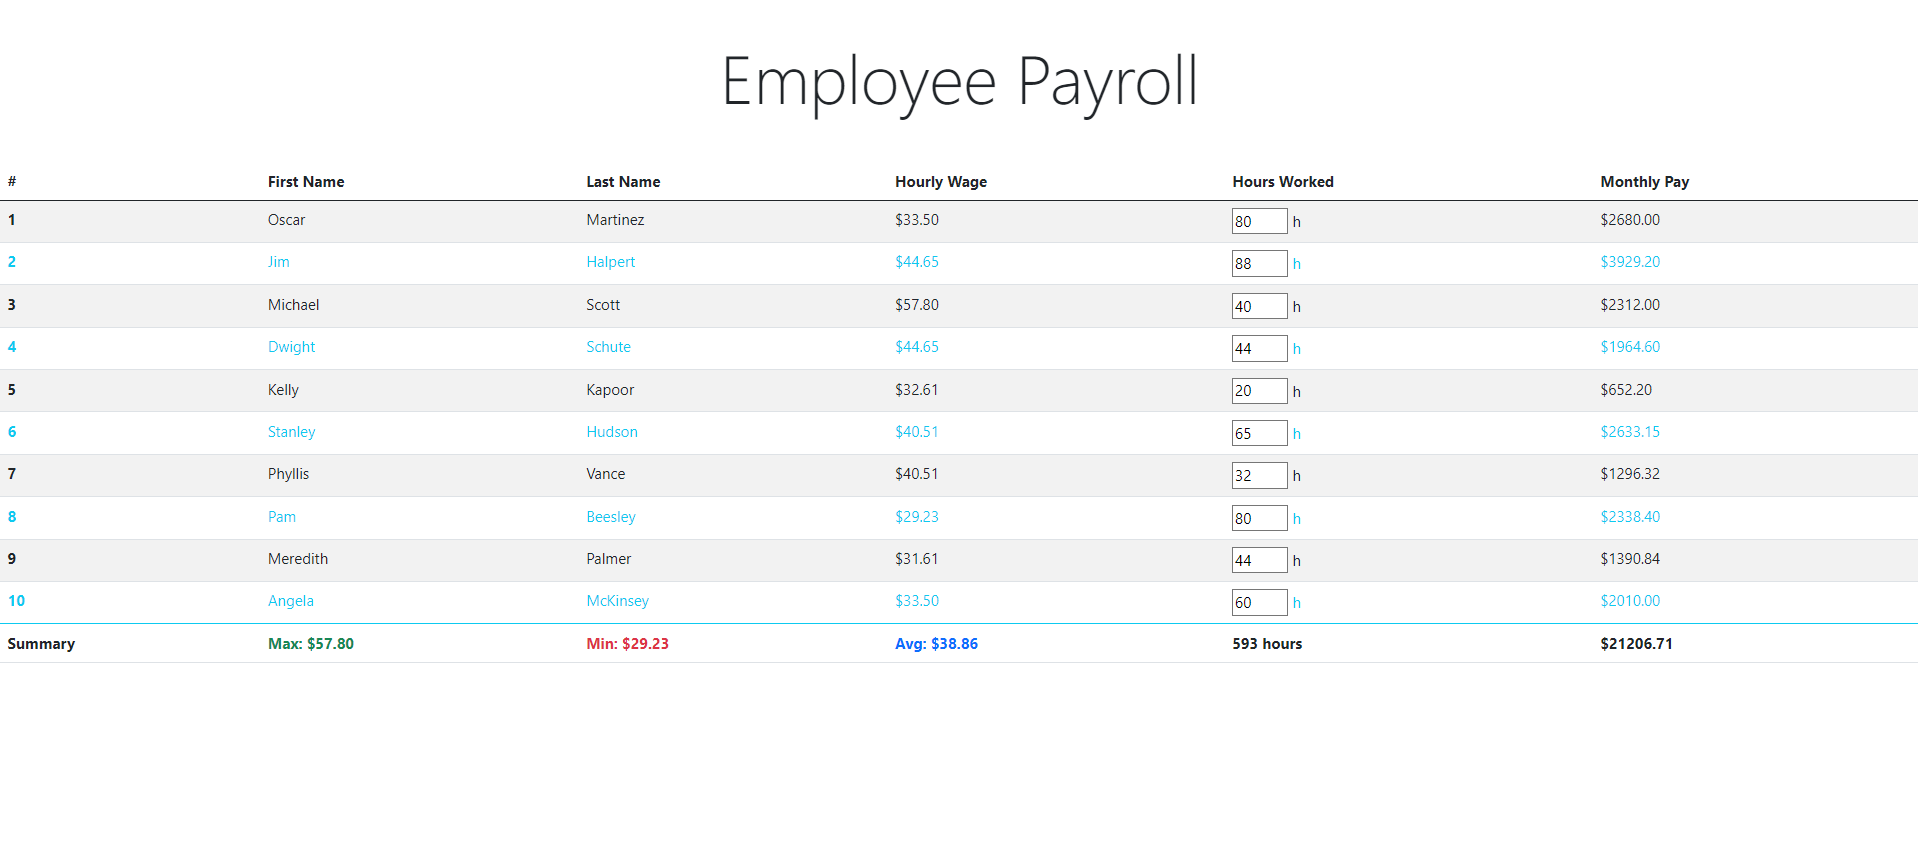 Employee Payroll
# First Name Last Name Hourly Wage Hours Worked Monthly Pay
1 Oscar Martinez $33.50 80 h $2680.00
2 Jim Halpert $44.65 88 h $3929.20
3 Michael Scott $57.80 40 h $2312.00
4 Dwight Schute $44.65 44 h $1964.60
5 Kelly Kapoor $32.61 20 h $652.20
6 Stanley Hudson $40.51 65 h $2633.15
7 Phyllis Vance $40.51 32 h $1296.32
8 Pam Beesley $29.23 80 h $2338.40
9 Meredith Palmer $31.61 44 h $1390.84
10 Angela McKinsey $33.50 60 h $2010.00
Summary Max: $57.80 Min: $29.23 Avg: $38.86 593 hours $21206.71